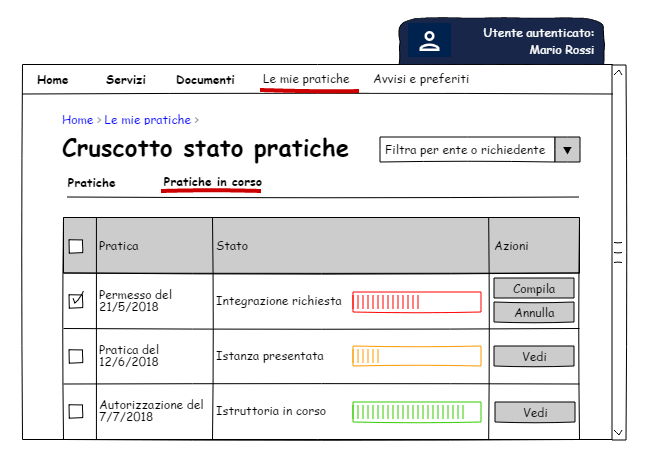 Utente autenticato:
Mario Rossi
Home Servizi Documenti Le mie pratiche Avvisi e preferiti
Home > Le mie pratiche >
Cruscotto stato pratiche
Filtra per ente o richiedente
Pratiche Pratiche in corso
Pratica Stato Azioni
Permesso del
21/5/2018
Integrazione richiesta
Compila
Annulla
Pratica del
12/6/2018
Istanza presentata
Vedi
Autorizzazione del
7/7/2018
Istruttoria in corso
Vedi